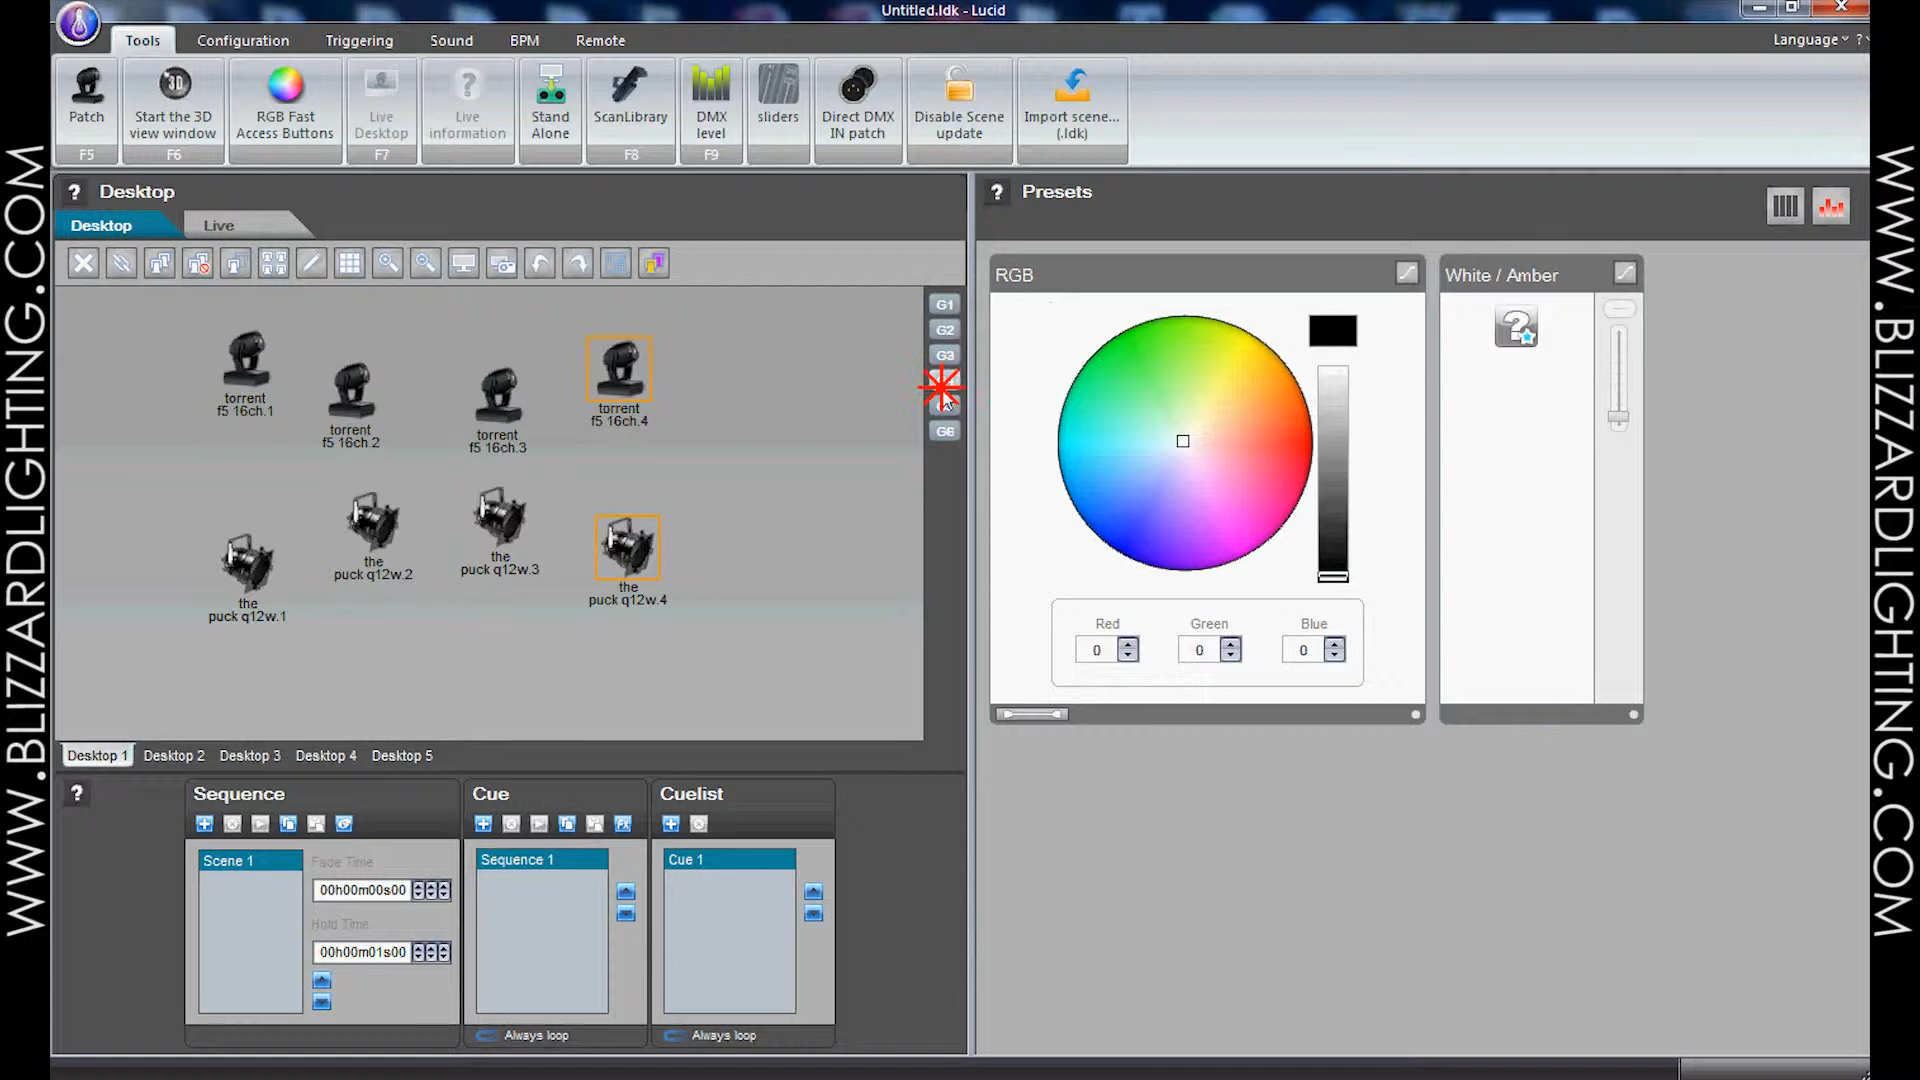 Untitled.ldk - Lucid
Tools
Configuration
Triggering
Sound
BPM
Remote
Language
?
Patch
F5
3D
Start the 3D
view window
F6
RGB Fast
Access Buttons
Live
Desktop
F7
?
Live
information
Stand
Alone
ScanLibrary
F8
DMX
level
F9
sliders
Direct DMX
IN patch
Disable Scene
update
Import scene...
(.ldk)
? Desktop
Desktop
Live
G1
G2
G3
G6
torrent
f5 16ch.1
torrent
f5 16ch.2
torrent
f5 16ch.3
torrent
f5 16ch.4
the
puck q12w.1
the
puck q12w.2
the
puck q12w.3
the
puck q12w.4
Desktop 1
Desktop 2
Desktop 3
Desktop 4
Desktop 5
? Presets
RGB
Red
Green
Blue
0
0
0
White / Amber
?
?
Sequence
Scene 1
Fade Time
00h00m00s00
Hold Time
00h00m01s00
Cue
FX
Sequence 1
Always loop
Cuelist
Cue 1
Always loop
WWW.BLIZZARDLIGHTING.COM
WWW.BLIZZARDLIGHTING.COM